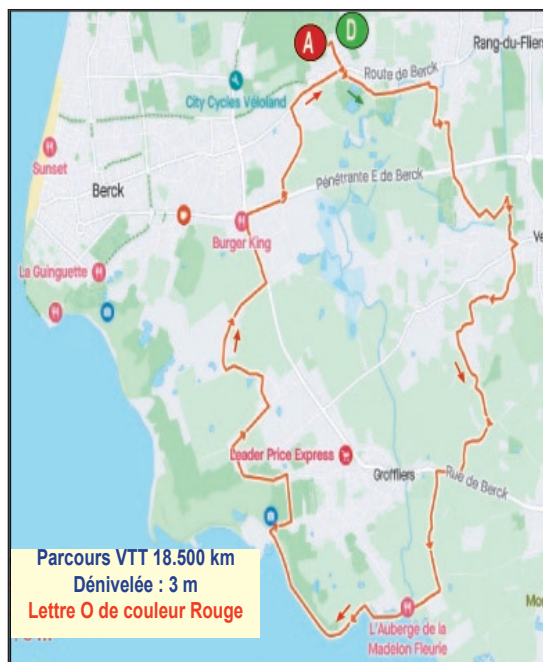 A
D
Rang-du-Fliers
Route de Berck
City Cycles Véloland
Sunset
Pénétrante E de Berck
Berck
Burger King
La Guinguette
Leader Price Express
Groffliers
Rue de Berck
L'Auberge de la
Madelon Fleurie
Parcours VTT 18.500 km
Dénivelée : 3 m
Lettre O de couleur Rouge